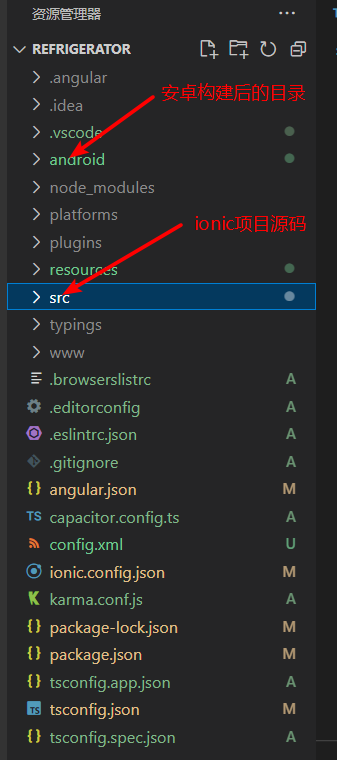 资源管理器
REFRIGERATOR
.angular
.idea
安卓构建后的目录
.vscode
android
node_modules
platforms
ionic项目源码
plugins
resources
src
typings
www
.browserslistrc A
.editorconfig A
.eslintrc.json A
.gitignore A
angular.json M
TS capacitor.config.ts A
config.xml U
ionic.config.json M
karma.conf.js A
package-lock.json M
package.json M
tsconfig.app.json A
TS tsconfig.json M
tsconfig.spec.json A